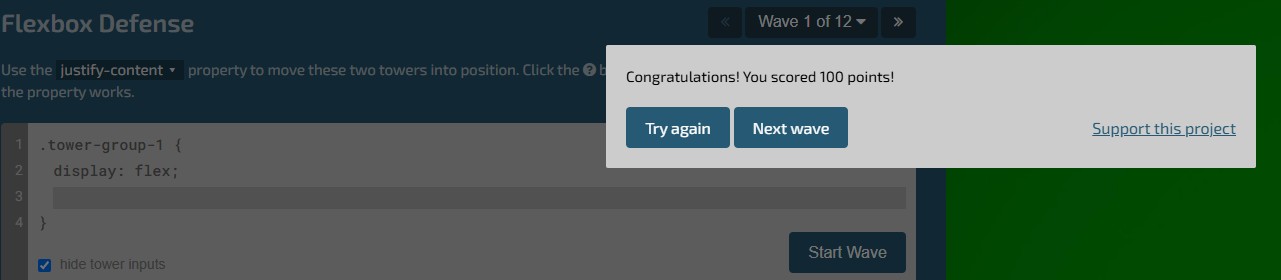 Flexbox Defense
« Wave 1 of 12 »
Use the justify-content property to move these two towers into position. Click the ? b
the property works.
Congratulations! You scored 100 points!
Try again Next wave Support this project
1 .tower-group-1 {
2 display: flex;
3
4 }
Start Wave
hide tower inputs